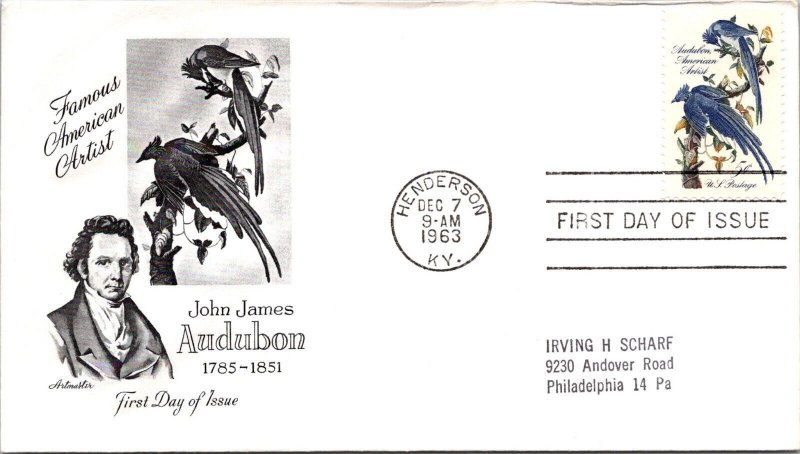 Famous
American
Artist
John James
Audubon
1785-1851
Artmaster
First Day of Issue
HENDERSON
DEC 7
9-AM
1963
KY.
Audubon,
American
Artist
5¢
U.S. Postage
FIRST DAY OF ISSUE
IRVING H SCHARF
9230 Andover Road
Philadelphia 14 Pa